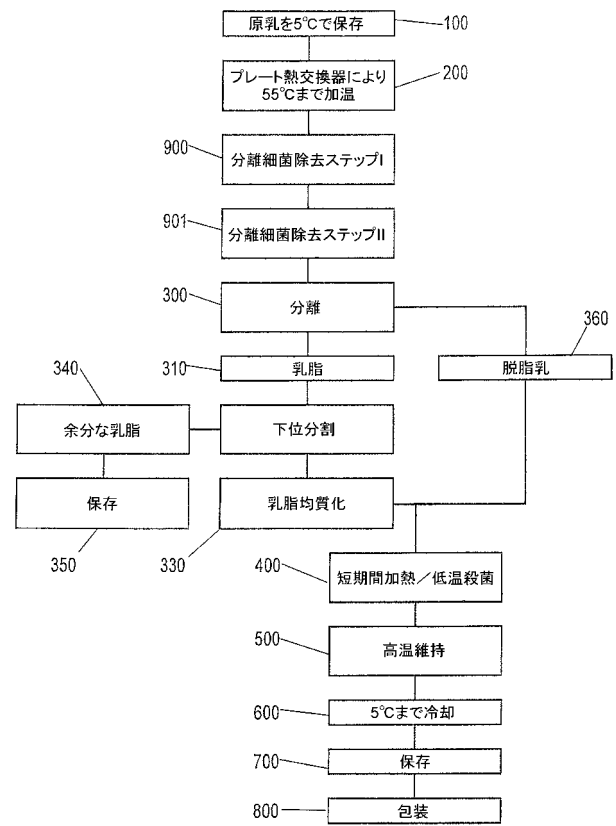 原乳を5℃で保存
100
プレート熱交換器により
55℃まで加温
200
900
分離細菌除去ステップI
901
分離細菌除去ステップII
300
分離
360
310
乳脂
脱脂乳
340
余分な乳脂
下位分割
保存
乳脂均質化
350
330
400
短期間加熱／低温殺菌
500
高温維持
600
5℃まで冷却
700
保存
800
包装